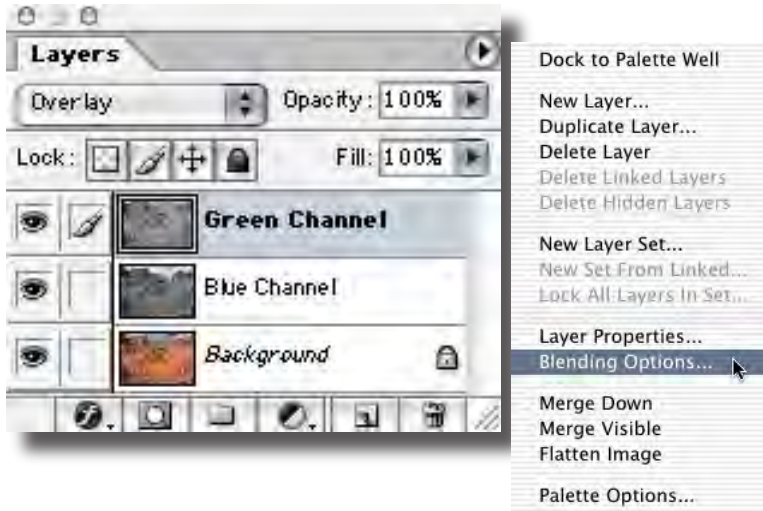 Layers
Overlay
Opacity: 100%
Lock:
Fill: 100%
Green Channel
Blue Channel
Background
Dock to Palette Well
New Layer...
Duplicate Layer...
Delete Layer
Delete Linked Layers
Delete Hidden Layers
New Layer Set...
New Set From Linked...
Lock All Layers In Set...
Layer Properties...
Blending Options...
Merge Down
Merge Visible
Flatten Image
Palette Options...